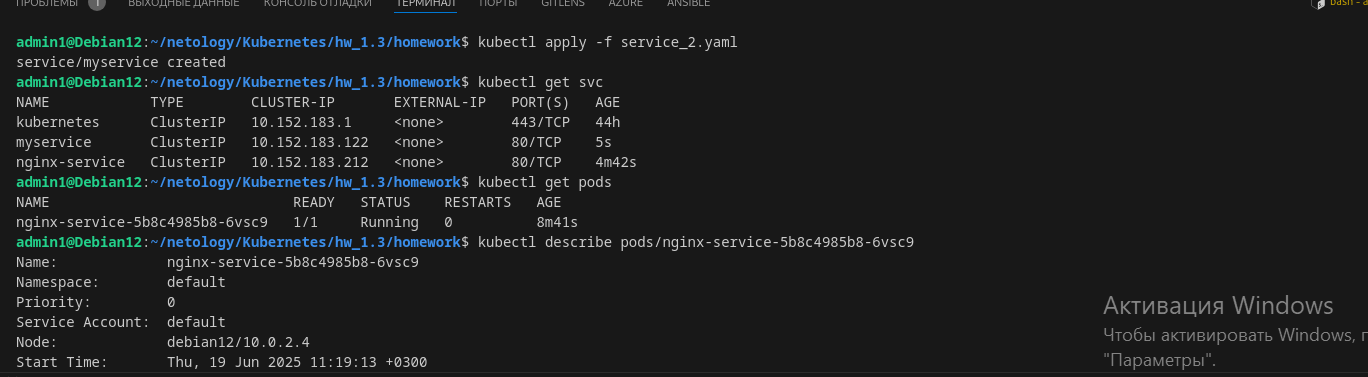 ПРОБЛЕМЫ 1 ВЫХОДНЫЕ ДАННЫЕ КОНСОЛЬ ОТЛАДКИ ТЕРМИНАЛ ПОРТЫ GITLENS AZURE ANSIBLE bash - a
admin1@Debian12:~/netology/Kubernetes/hw_1.3/homework$ kubectl apply -f service_2.yaml
service/myservice created
admin1@Debian12:~/netology/Kubernetes/hw_1.3/homework$ kubectl get svc
NAME TYPE CLUSTER-IP EXTERNAL-IP PORT(S) AGE
kubernetes ClusterIP 10.152.183.1 <none> 443/TCP 44h
myservice ClusterIP 10.152.183.122 <none> 80/TCP 5s
nginx-service ClusterIP 10.152.183.212 <none> 80/TCP 4m42s
admin1@Debian12:~/netology/Kubernetes/hw_1.3/homework$ kubectl get pods
NAME READY STATUS RESTARTS AGE
nginx-service-5b8c4985b8-6vsc9 1/1 Running 0 8m41s
admin1@Debian12:~/netology/Kubernetes/hw_1.3/homework$ kubectl describe pods/nginx-service-5b8c4985b8-6vsc9
Name: nginx-service-5b8c4985b8-6vsc9
Namespace: default
Priority: 0
Service Account: default
Node: debian12/10.0.2.4
Start Time: Thu, 19 Jun 2025 11:19:13 +0300
Активация Windows
Чтобы активировать Windows, п
"Параметры".